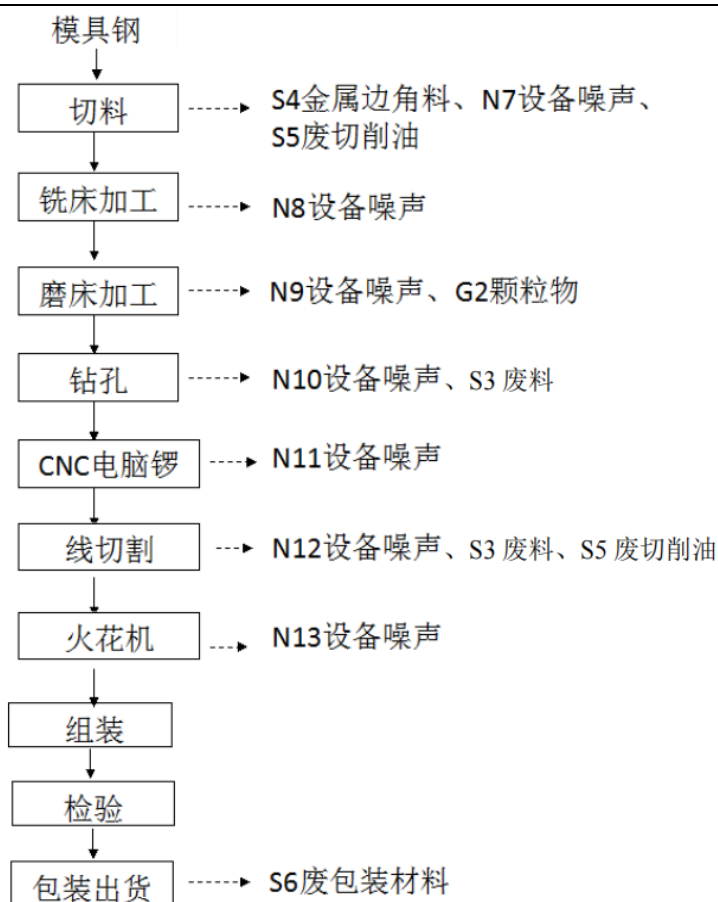 模具钢
切料
S4金属边角料、N7设备噪声、
S5废切削油
铣床加工
N8设备噪声
磨床加工
N9设备噪声、G2颗粒物
钻孔
N10设备噪声、S3 废料
CNC电脑锣
N11设备噪声
线切割
N12设备噪声、S3 废料、S5 废切削油
火花机
N13设备噪声
组装
检验
包装出货
S6废包装材料